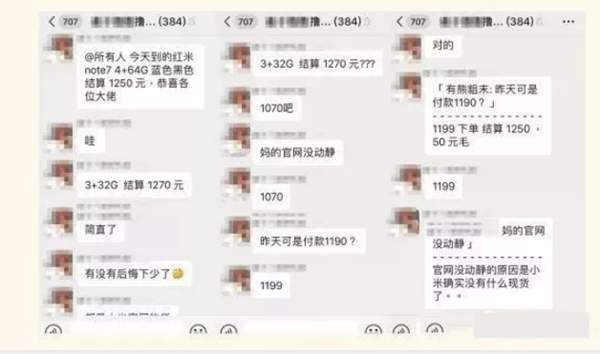 707
撸... (384)
@所有人 今天到的红米
note7 4+64G 蓝色黑色
结算 1250 元，恭喜各
位大佬
哇
3+32G 结算 1270 元
简直了
有没有后悔下少了
707
撸... (384)
3+32G 结算 1270 元???
1070吧
妈的官网没动静
1070
昨天可是付款1190？
1199
707
撸... (384)
对的
「 有熊粗末: 昨天可是
付款1190？ 」
- - - - - - - - - - - - - - -
1199 下单 结算 1250 ，
50 元毛
1199
妈的官网
没动静 」
- - - - - - - - - - - - - - -
官网没动静的原因是小
米确实没有什么现货
了。。